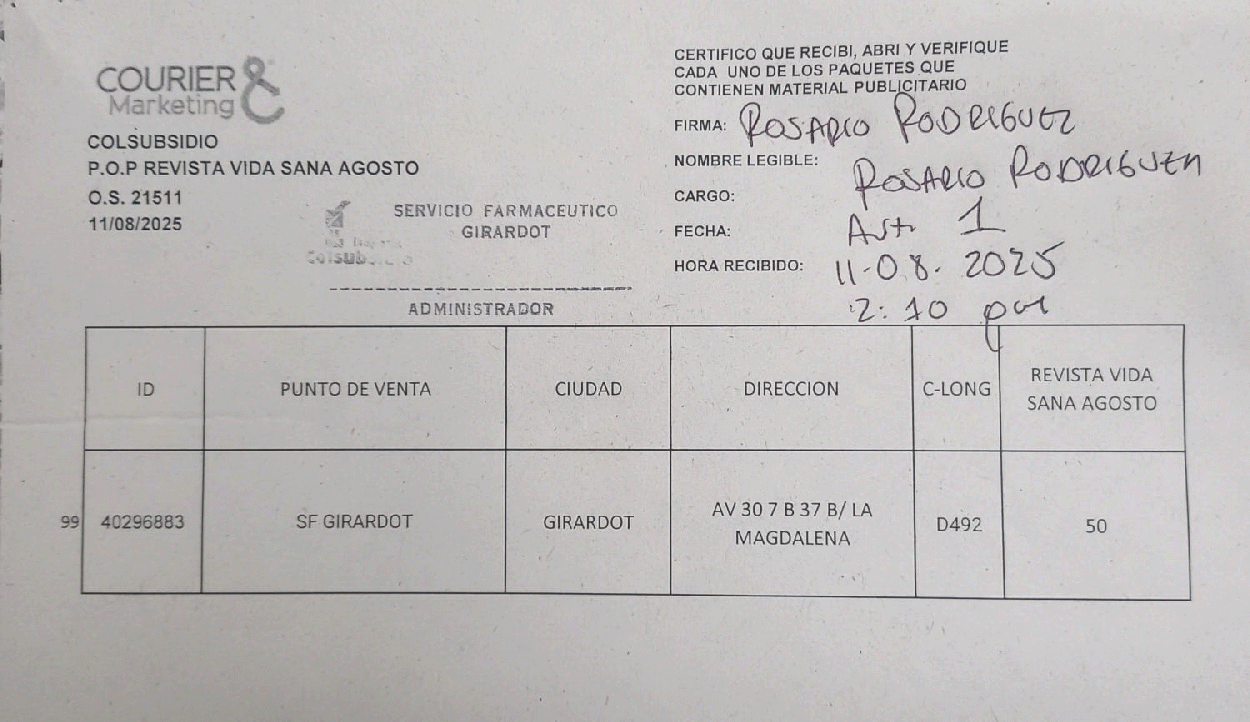 COURIER &
Marketing
COLSUBSIDIO
P.O.P REVISTA VIDA SANA AGOSTO
O.S. 21511
11/08/2025
SERVICIO FARMACEUTICO
GIRARDOT
ADMINISTRADOR
CERTIFICO QUE RECIBI, ABRI Y VERIFIQUE
CADA UNO DE LOS PAQUETES QUE
CONTIENEN MATERIAL PUBLICITARIO
FIRMA: ROSARIO RODRIGUEZ
NOMBRE LEGIBLE: ROSARIO RODRIGUEZ
CARGO: 1
FECHA: 11-08-2025
HORA RECIBIDO: 2:10 pm
ID PUNTO DE VENTA CIUDAD DIRECCION C-LONG REVISTA VIDA
SANA AGOSTO
99 40296883 SF GIRARDOT GIRARDOT AV 30 7 B 37 B/ LA
MAGDALENA D492 50